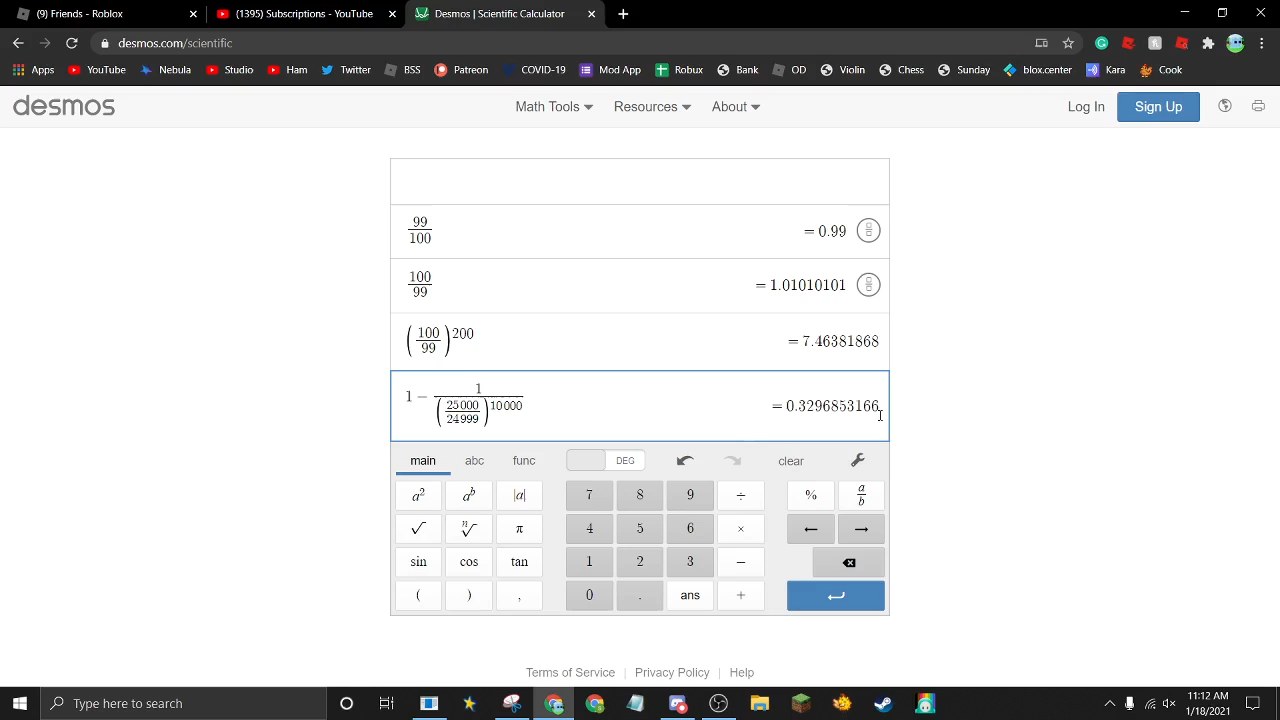 (9) Friends - Roblox
(1395) Subscriptions - YouTube
Desmos | Scientific Calculator
desmos.com/scientific
Apps YouTube Nebula Studio Ham Twitter BSS Patreon COVID-19 Mod App Robux Bank OD Violin Chess Sunday blox.center Kara Cook
desmos
Math Tools Resources About
Log In Sign Up
99/100 = 0.99
100/99 = 1.01010101
(100/99)^200 = 7.46381868
1 − 1/(25000/24999)^10000 = 0.3296853166
main abc func DEG clear
a² aᵇ |a| 7 8 9 ÷ % a/b
√ ⁿ√ π 4 5 6 × ← →
sin cos tan 1 2 3 −
( ) , 0 . ans +
Terms of Service | Privacy Policy | Help
Type here to search
11:12 AM
1/18/2021